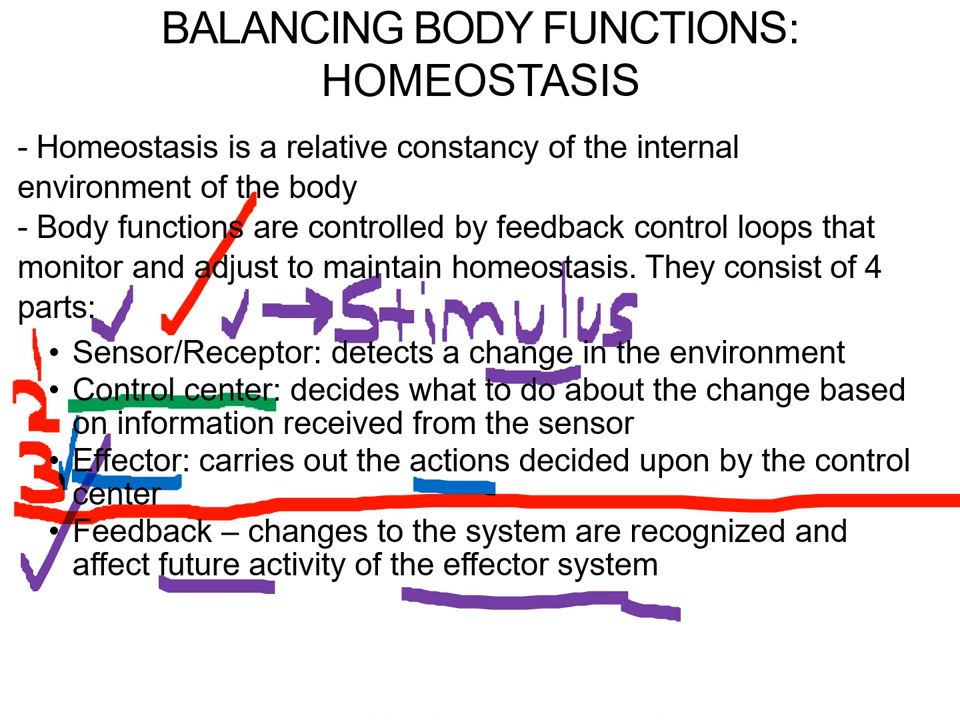 BALANCING BODY FUNCTIONS:
HOMEOSTASIS
- Homeostasis is a relative constancy of the internal
environment of the body
- Body functions are controlled by feedback control loops that
monitor and adjust to maintain homeostasis. They consist of 4
parts:
→ Stimulus
• Sensor/Receptor: detects a change in the environment
1
• Control center: decides what to do about the change based
2
on information received from the sensor
• Effector: carries out the actions decided upon by the control
3
center
• Feedback – changes to the system are recognized and
affect future activity of the effector system